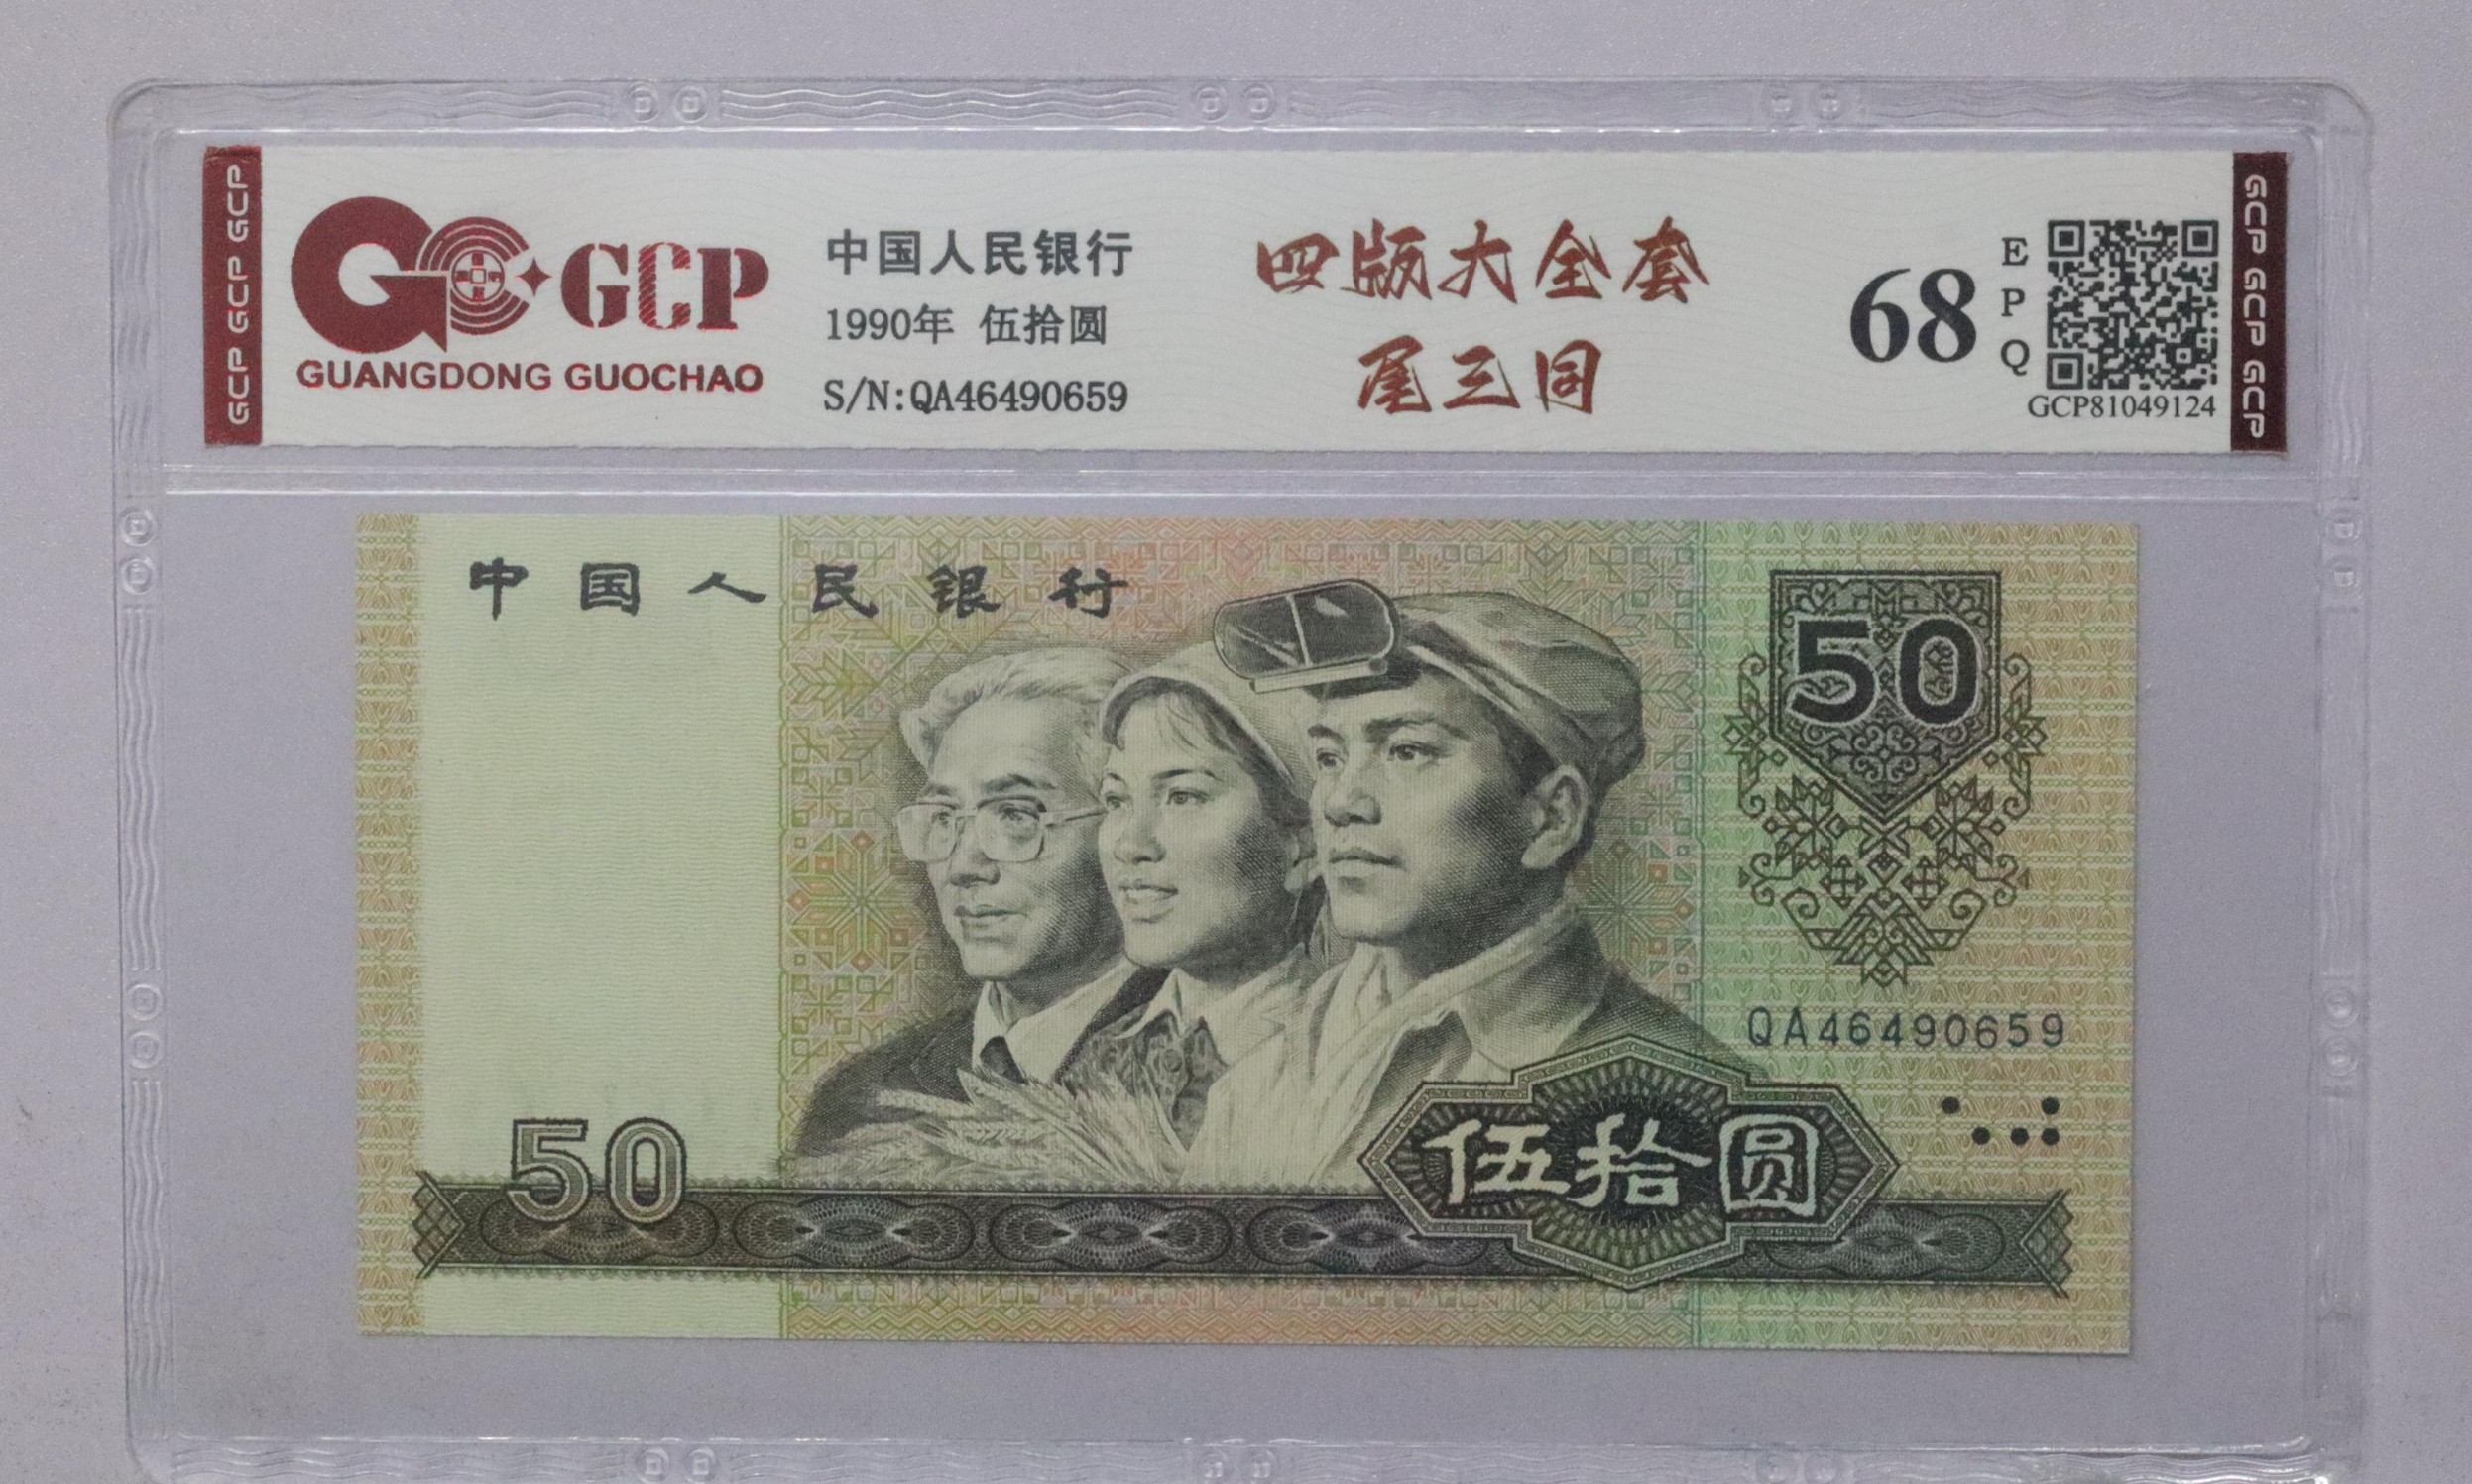 GCP GCP GCP
GCP
GUANGDONG GUOCHAO
中国人民银行
1990年 伍拾圆
S/N:QA46490659
四版大全套
尾三同
68
EPQ
GCP81049124
GCP GCP GCP
中国人民银行
50
QA46490659
50
伍拾圆